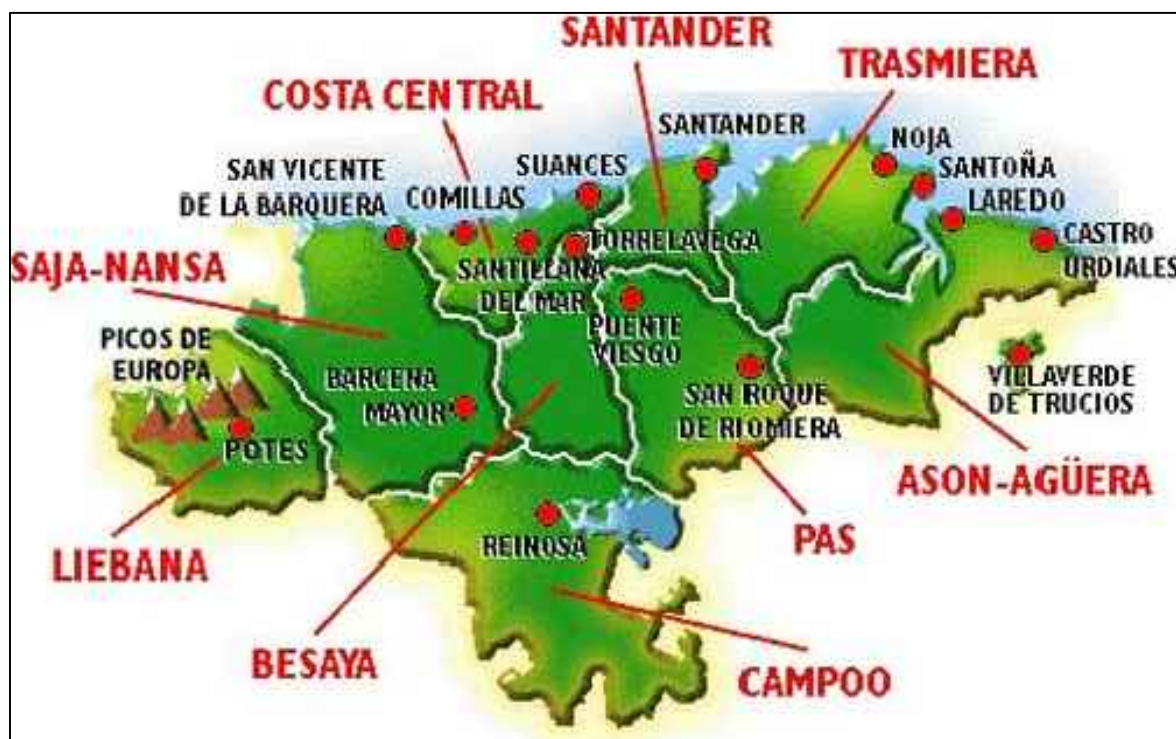 SANTANDER
TRASMIERA
COSTA CENTRAL
SANTANDER
NOJA
SAN VICENTE
DE LA BARQUERA
SUANCES
COMILLAS
SANTOÑA
LAREDO
CASTRO
URDIALES
TORRELAVEGA
SANTILLANA
DEL MAR
SAJA-NANSA
PUENTE
VIESGO
PICOS DE
EUROPA
BARCENA
MAYOR
SAN ROQUE
DE RIOMIERA
VILLAVERDE
DE TRUCIOS
POTES
ASON-AGÜERA
REINOSA
PAS
LIEBANA
BESAYA
CAMPOO